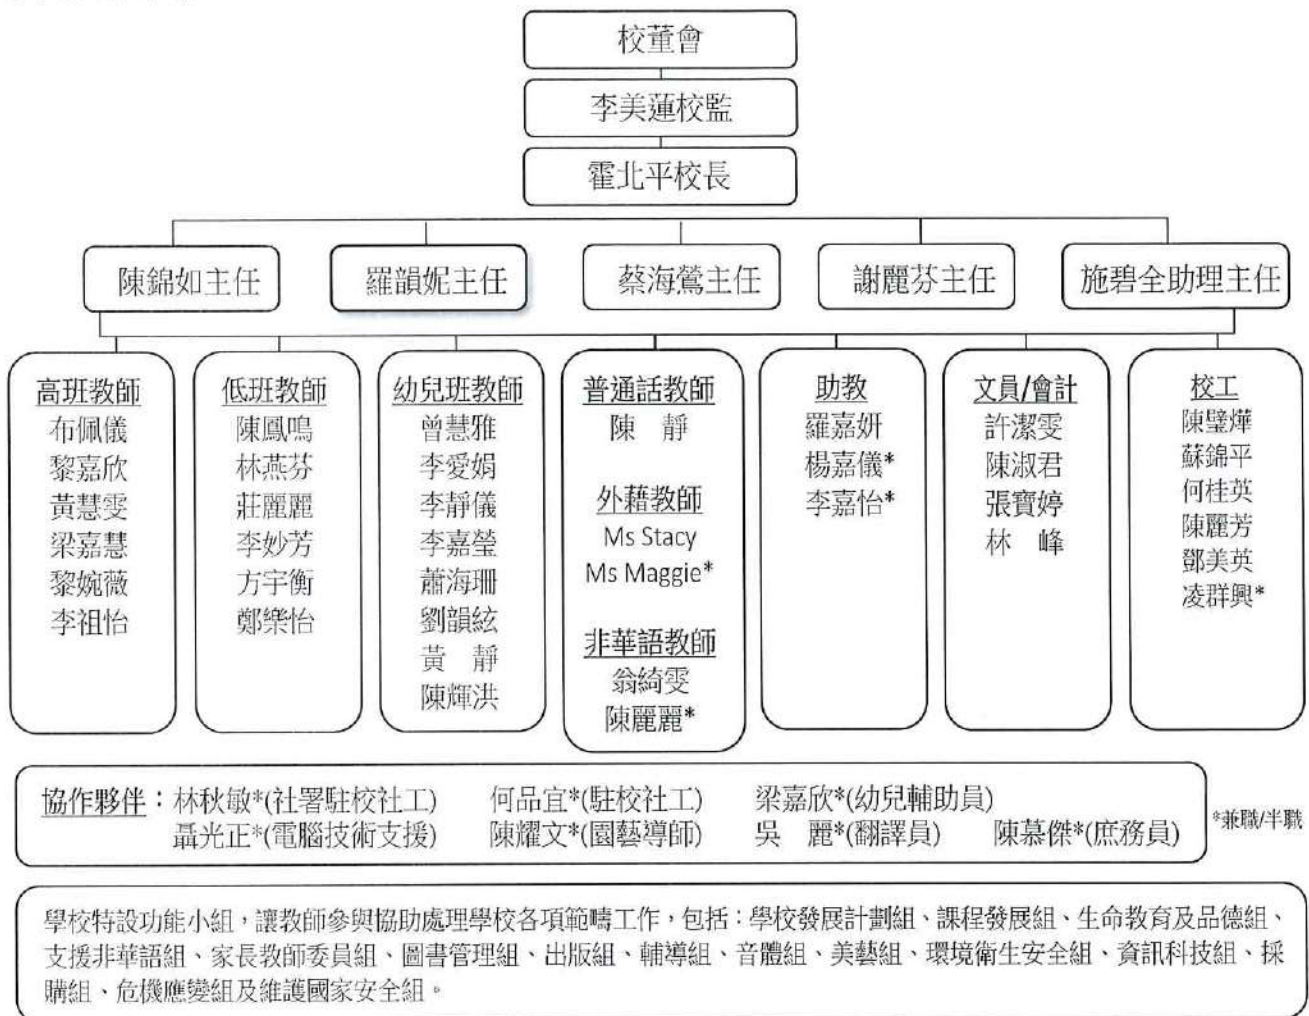 校董會
李美蓮校監
霍北平校長
陳錦如主任
羅韻妮主任
蔡海鶯主任
謝麗芬主任
施碧全助理主任
高班教師
布佩儀
黎嘉欣
黃慧雯
梁嘉慧
黎婉薇
李祖怡
低班教師
陳鳳鳴
林燕芬
莊麗麗
李妙芳
方宇衡
鄭樂怡
幼兒班教師
曾慧雅
李愛娟
李靜儀
李嘉瑩
蕭海珊
劉韻絃
黃　靜
陳輝洪
普通話教師
陳　靜
外藉教師
Ms Stacy
Ms Maggie*
非華語教師
翁綺雯
陳麗麗*
助教
羅嘉妍
楊嘉儀*
李嘉怡*
文員/會計
許潔雯
陳淑君
張寶婷
林　峰
校工
陳璧燁
蘇錦平
何桂英
陳麗芳
鄧美英
凌群興*
協作夥伴：林秋敏*(社署駐校社工)　何品宜*(駐校社工)　梁嘉欣*(幼兒輔助員)
聶光正*(電腦技術支援)　陳耀文*(園藝導師)　吳　麗*(翻譯員)　陳慕傑*(庶務員)
*兼職/半職
學校特設功能小組，讓教師參與協助處理學校各項範疇工作，包括：學校發展計劃組、課程發展組、生命教育及品德組、
支援非華語組、家長教師委員組、圖書管理組、出版組、輔導組、音體組、美藝組、環境衛生安全組、資訊科技組、採
購組、危機應變組及維護國家安全組。